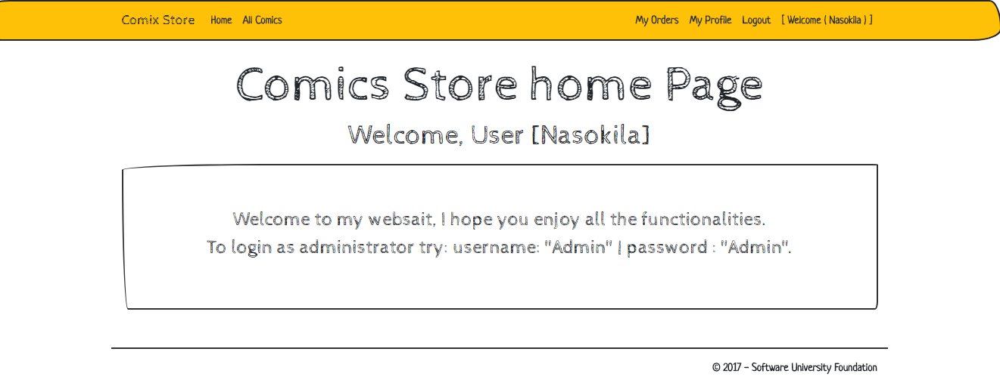 Comix Store Home All Comics My Orders My Profile Logout [ Welcome ( Nasokila ) ]
Comics Store home Page
Welcome, User [Nasokila]
Welcome to my websait, I hope you enjoy all the functionalities.
To login as administrator try: username: "Admin" | password : "Admin".
© 2017 - Software University Foundation